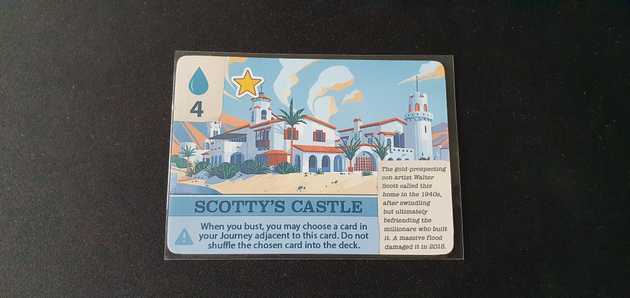 4
SCOTTY'S CASTLE
When you bust, you may choose a card in
your Journey adjacent to this card. Do not
shuffle the chosen card into the deck.
The gold-prospecting
con artist Walter
Scott called this
home in the 1940s,
after swindling
but ultimately
befriending the
millionare who built
it. A massive flood
damaged it in 2015.